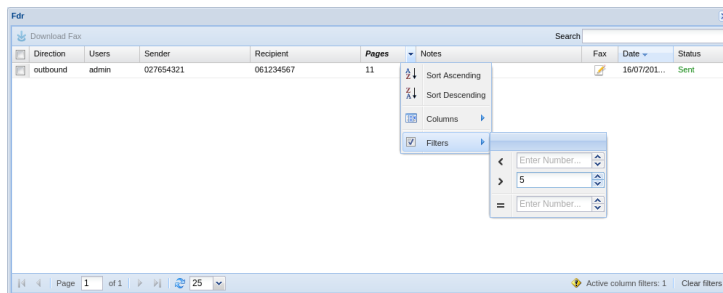 Fdr
Download Fax
Search
Direction Users Sender Recipient Pages Notes Fax Date Status
outbound admin 027654321 061234567 11 16/07/201... Sent
Sort Ascending
Sort Descending
Columns
Filters
< Enter Number...
> 5
= Enter Number...
Page 1 of 1 25 Active column filters: 1 Clear filters